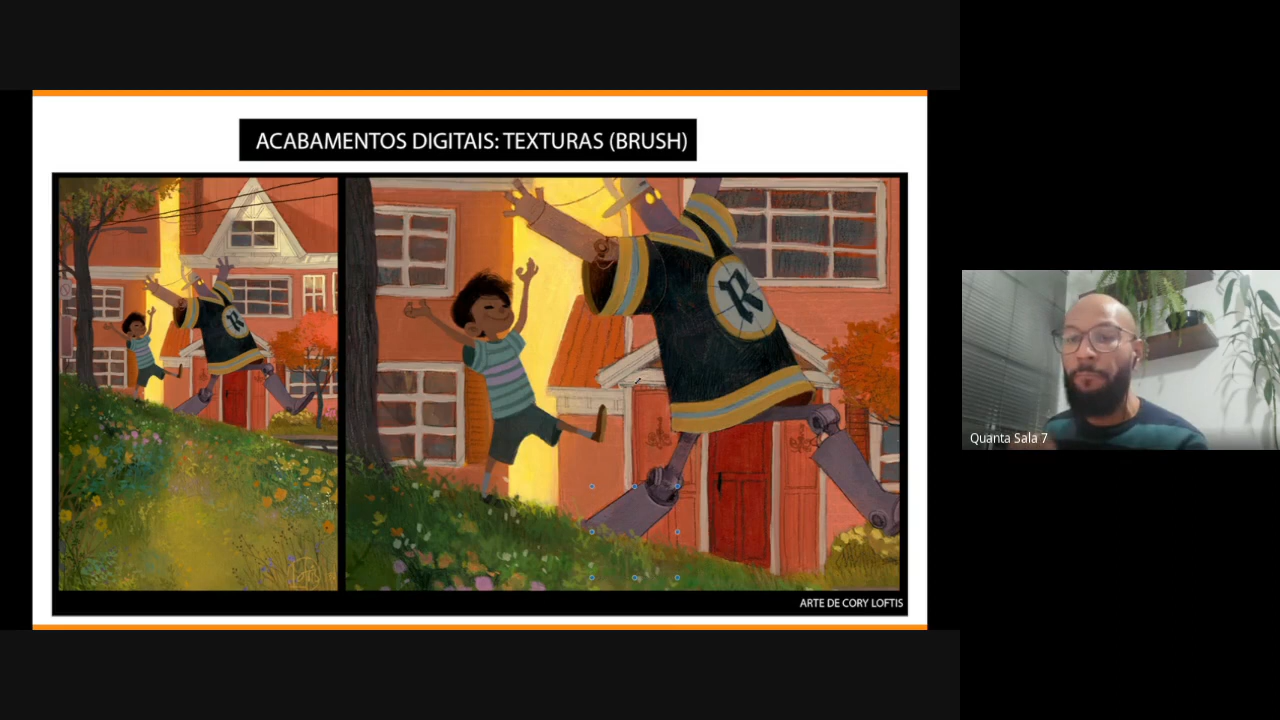 ACABAMENTOS DIGITAIS: TEXTURAS (BRUSH)
R
R
ARTE DE CORY LOFTIS
Quanta Sala 7